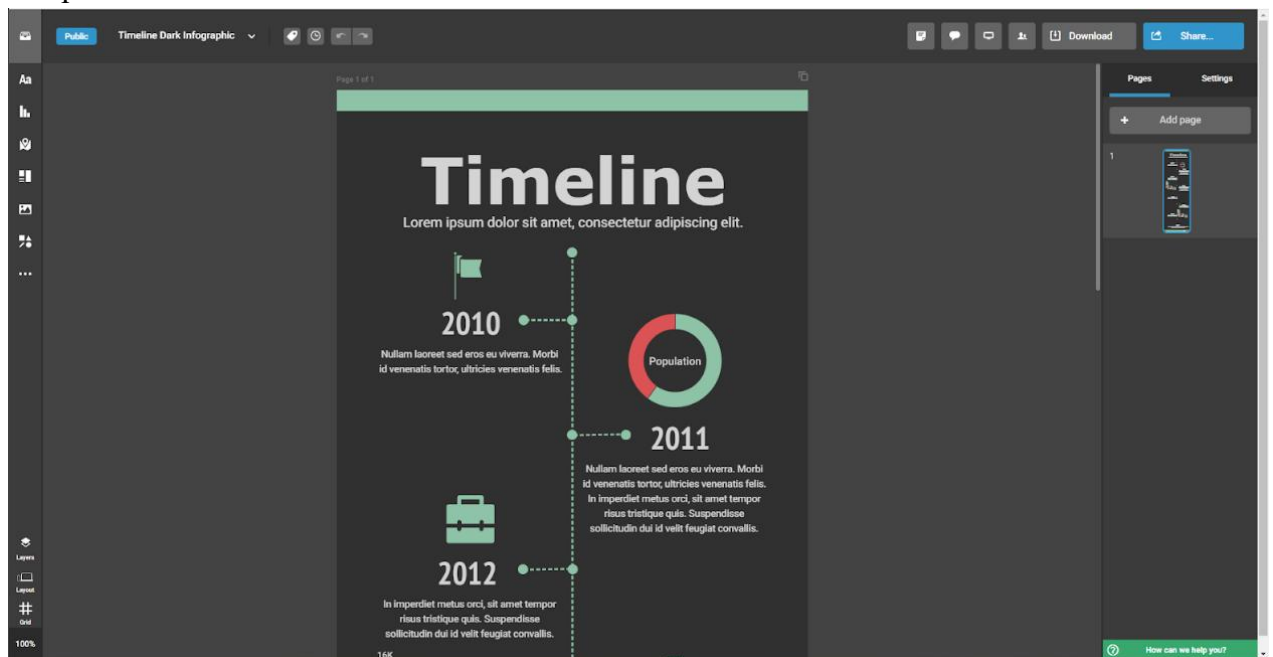 Public
Timeline Dark Infographic
Download
Share...
Aa
Page 1 of 1
Pages
Settings
+ Add page
1
Timeline
Lorem ipsum dolor sit amet, consectetur adipiscing elit.
2010
Nullam laoreet sed eros eu viverra. Morbi
id venenatis tortor, ultricies venenatis felis.
Population
2011
Nullam laoreet sed eros eu viverra. Morbi
id venenatis tortor, ultricies venenatis felis.
In imperdiet metus orci, sit amet tempor
risus tristique quis. Suspendisse
sollicitudin dui id velit feugiat convallis.
2012
In imperdiet metus orci, sit amet tempor
risus tristique quis. Suspendisse
sollicitudin dui id velit feugiat convallis.
16K
Layers
Layout
Grid
100%
How can we help you?